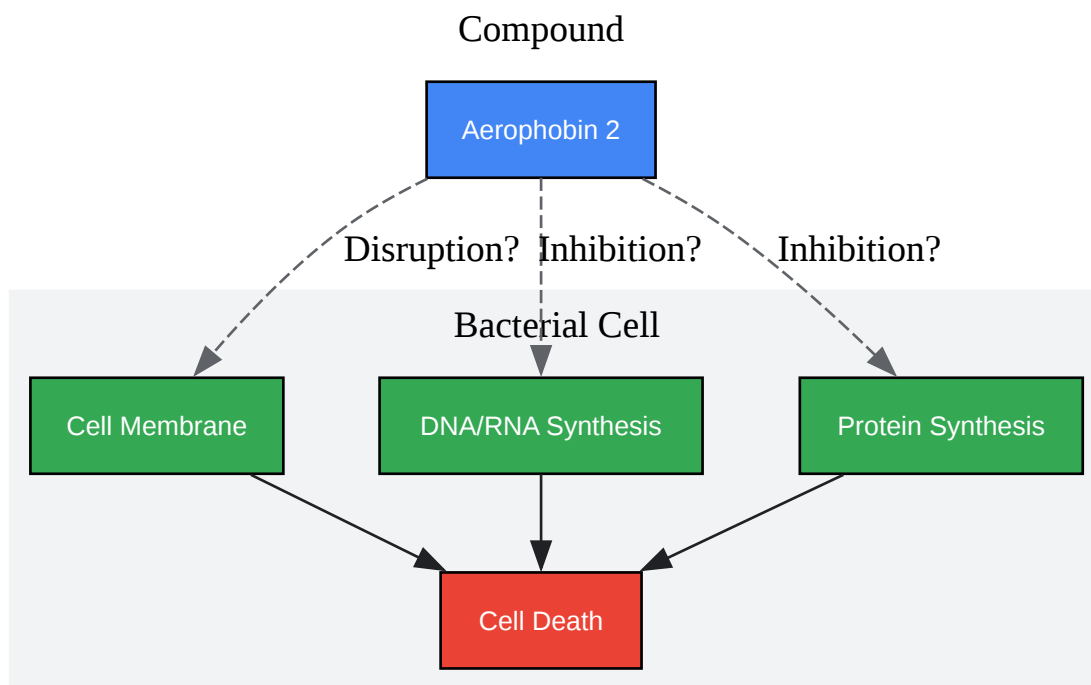 Compound
Aerophobin 2
Disruption?
Inhibition?
Inhibition?
Bacterial Cell
Cell Membrane
DNA/RNA Synthesis
Protein Synthesis
Cell Death